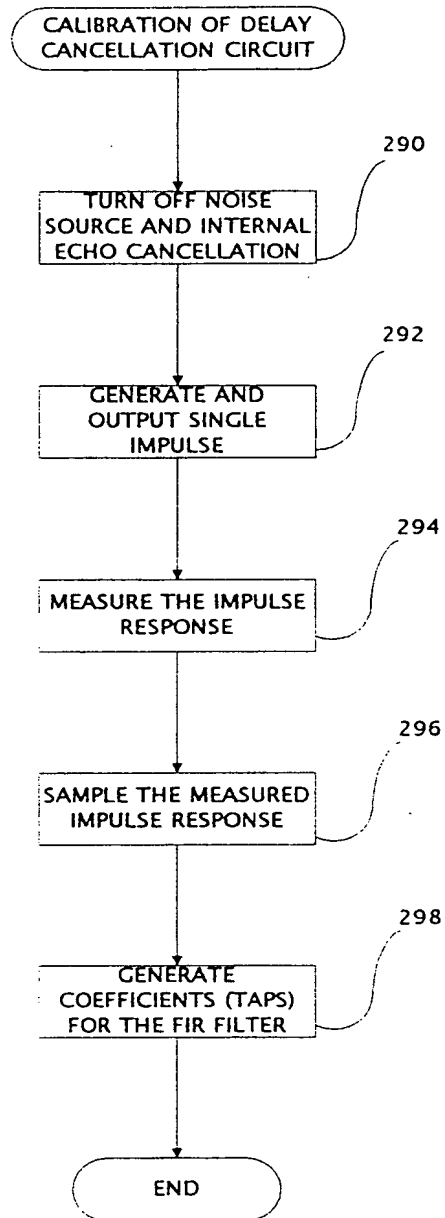 CALIBRATION OF DELAY
CANCELLATION CIRCUIT
290
TURN OFF NOISE
SOURCE AND INTERNAL
ECHO CANCELLATION
292
GENERATE AND
OUTPUT SINGLE
IMPULSE
294
MEASURE THE IMPULSE
RESPONSE
296
SAMPLE THE MEASURED
IMPULSE RESPONSE
298
GENERATE
COEFFICIENTS (TAPS)
FOR THE FIR FILTER
END